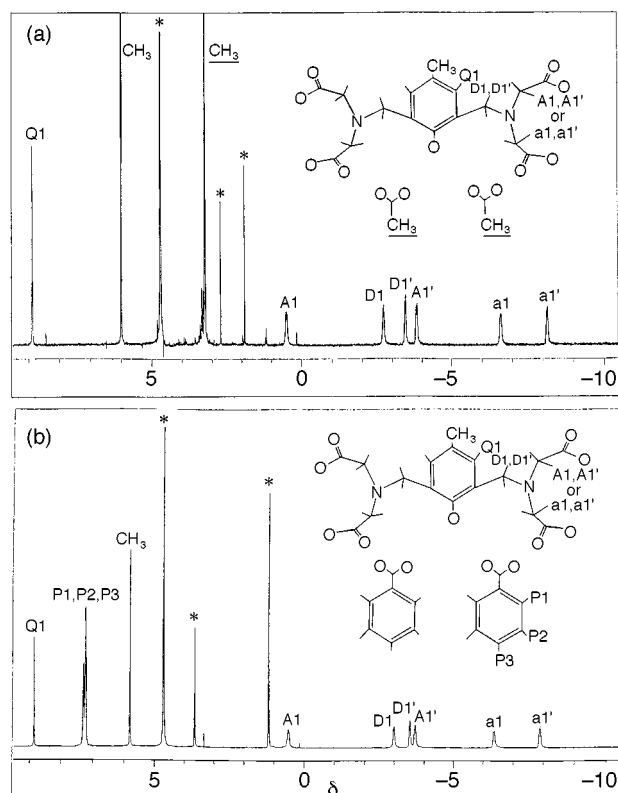 (a)
CH3
*
CH3
Q1
*
*
O
O
CH3
Q1
D1 D1'
O
O
N
N
A1,A1'
or
a1,a1'
O
O
O
O
O
O O
CH3
O O
CH3
A1
D1
D1'
A1'
a1
a1'
5
0
−5
−10
(b)
*
*
CH3
P1,P2,P3
*
Q1
O
O
CH3
Q1
D1,D1'
O
O
N
N
A1,A1'
or
a1,a1'
O
O
O
O
O
O O
O O
P1
P2
P3
A1
D1
D1'
A1'
a1
a1'
5
0
−5
−10
δ